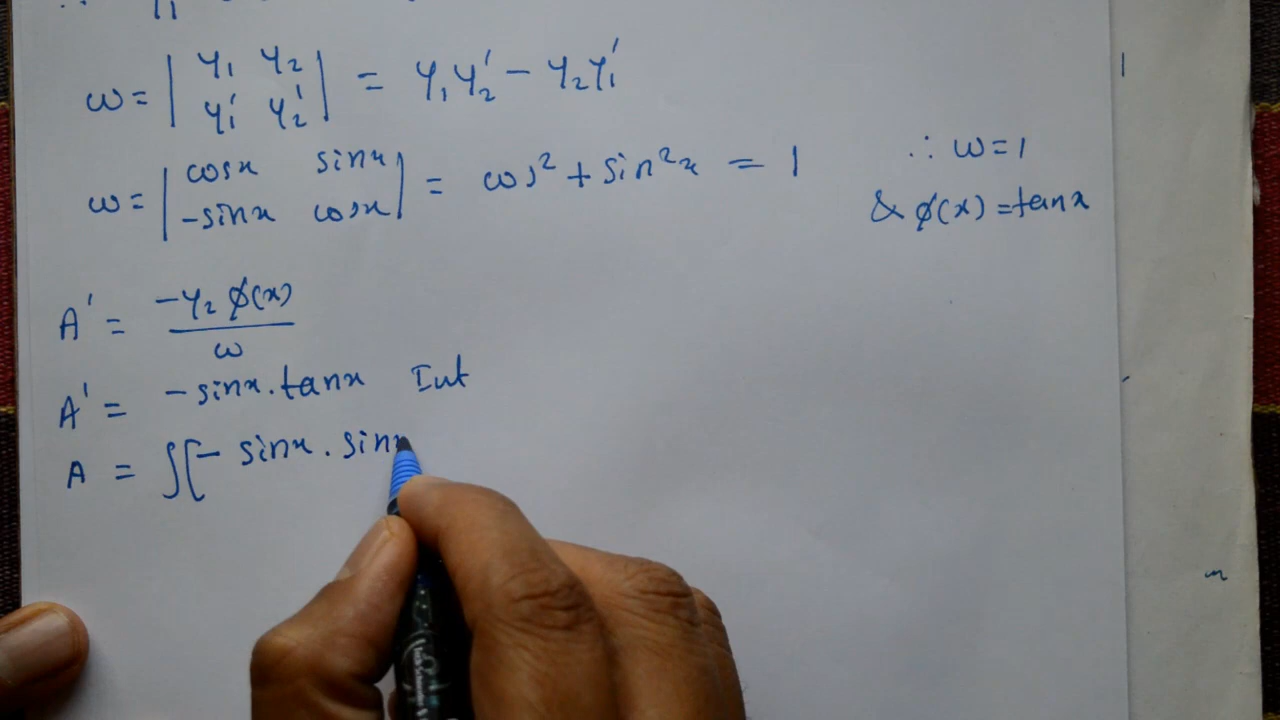 ω = | y₁ y₂ | = y₁y₂' - y₂y₁'
| y₁' y₂' |
ω = | cosx sinx | = cos² + sin²x = 1 ∴ ω=1
| -sinx cosx | & φ(x) = tanx
A' = -y₂ φ(x)
ω
A' = -sinx.tanx Int
A = ∫[- sinx . sinx